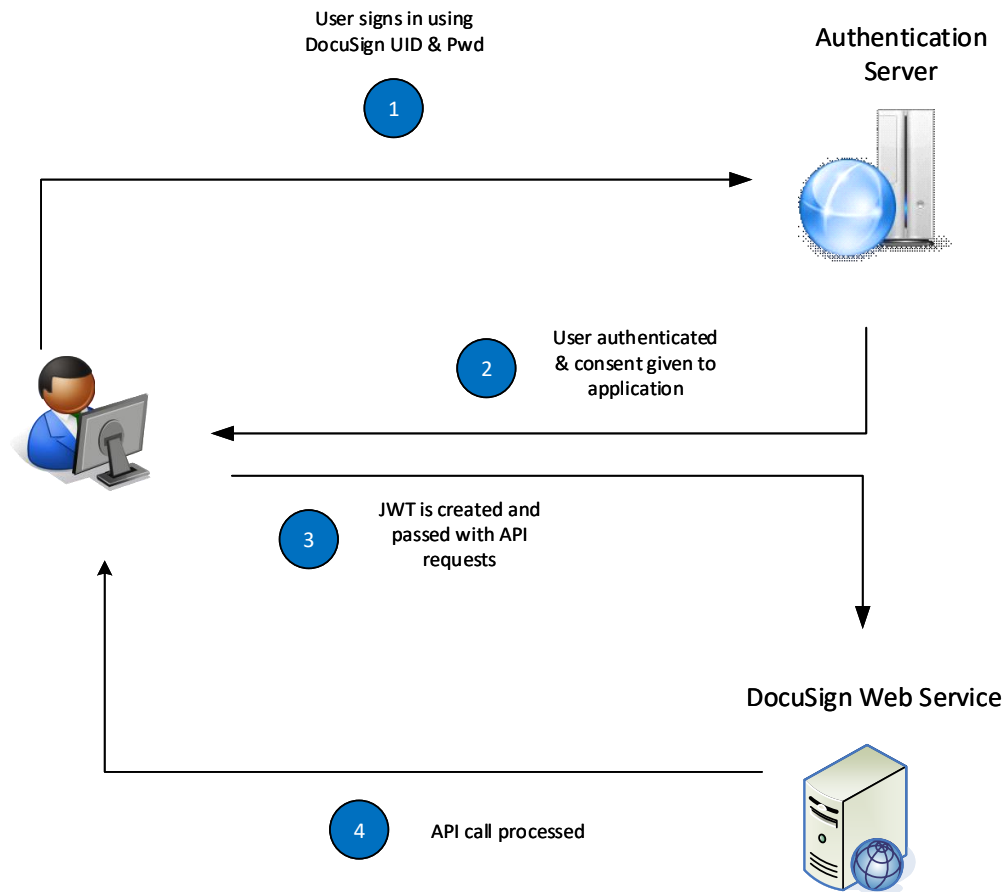 User signs in using
DocuSign UID & Pwd
Authentication
Server
1
User authenticated
& consent given to
application
2
JWT is created and
passed with API
requests
3
DocuSign Web Service
4
API call processed